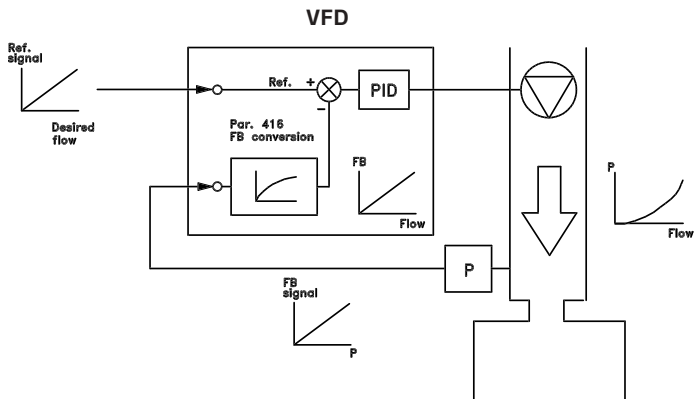 VFD
Ref.
signal
Desired
flow
Ref.
+
−
PID
Par. 416
FB conversion
FB
Flow
P
Flow
P
FB
signal
P